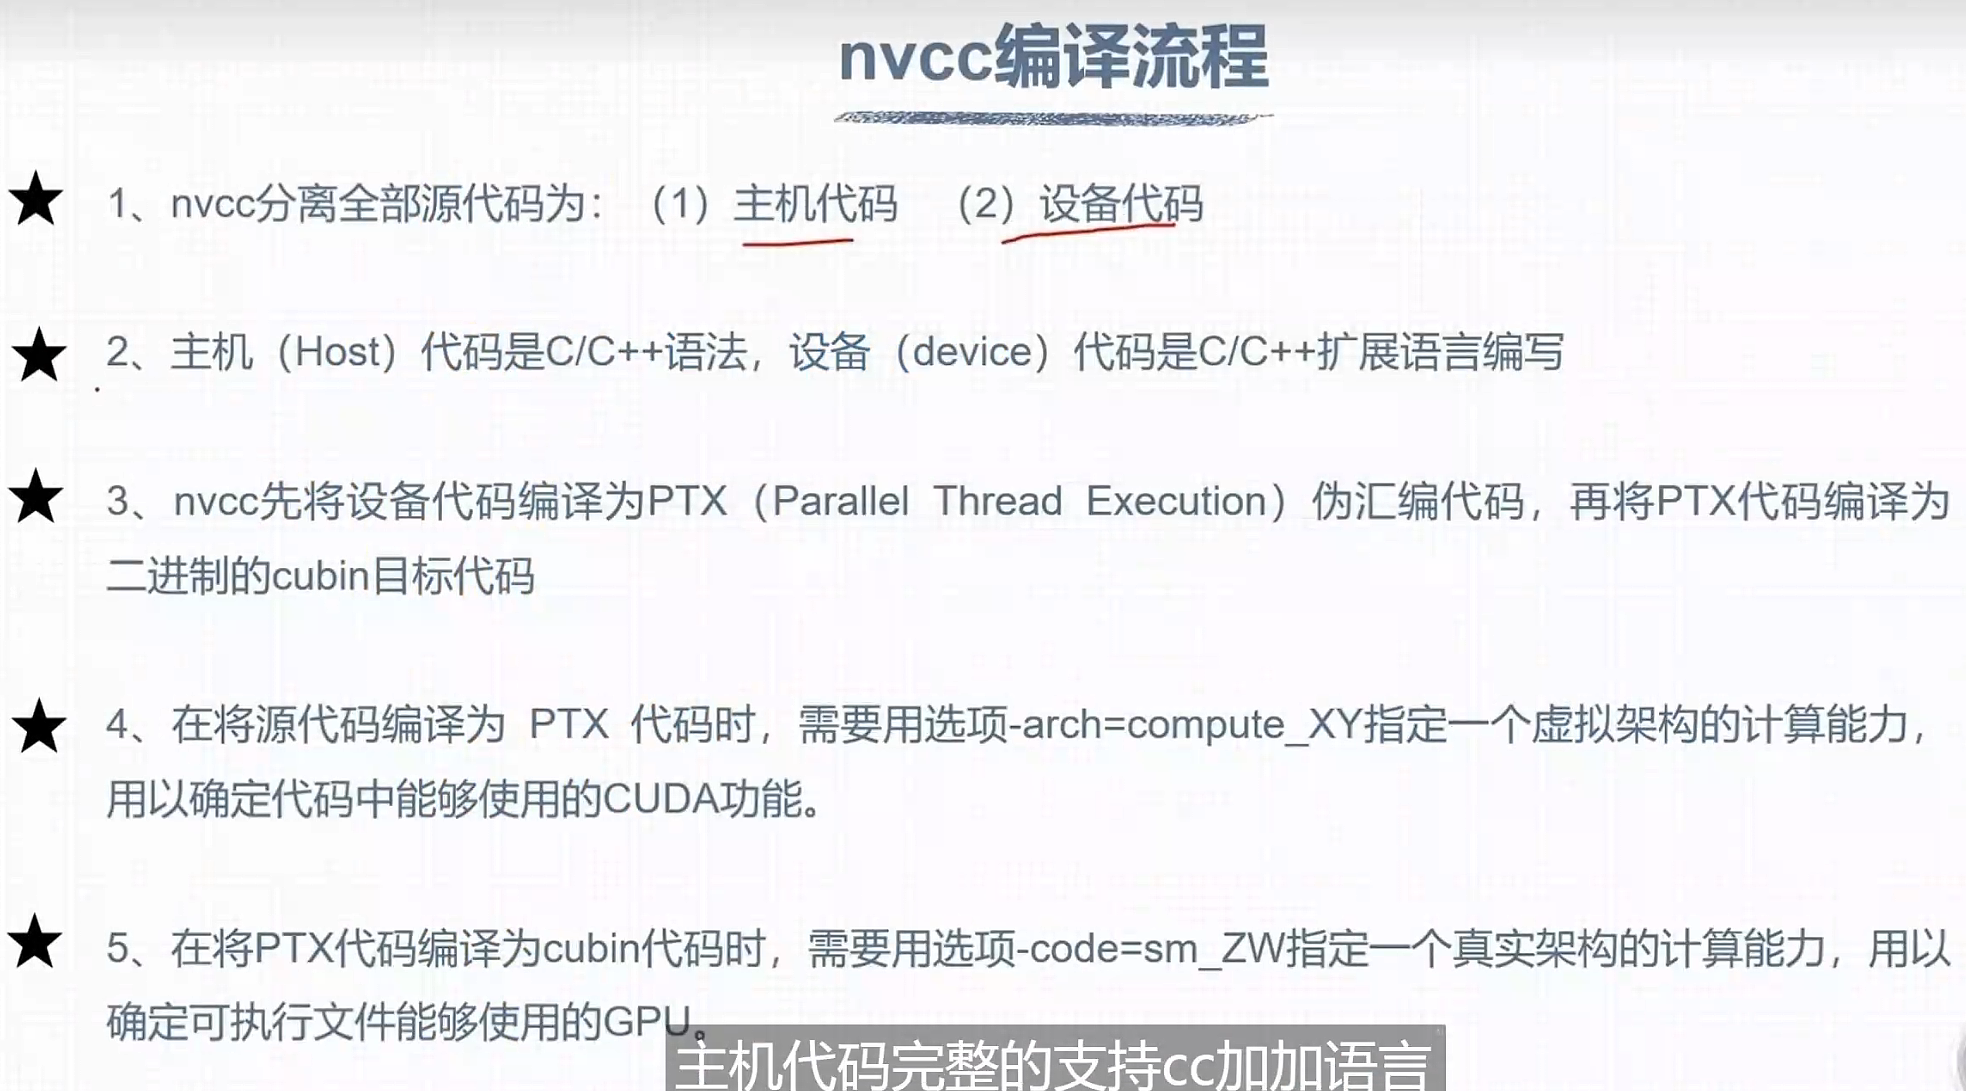 nvcc编译流程
1、nvcc分离全部源代码为：（1）主机代码 （2）设备代码
2、主机（Host）代码是C/C++语法，设备（device）代码是C/C++扩展语言编写
3、nvcc先将设备代码编译为PTX（Parallel Thread Execution）伪汇编代码，再将PTX代码编译为
二进制的cubin目标代码
4、在将源代码编译为 PTX 代码时，需要用选项-arch=compute_XY指定一个虚拟架构的计算能力，
用以确定代码中能够使用的CUDA功能。
5、在将PTX代码编译为cubin代码时，需要用选项-code=sm_ZW指定一个真实架构的计算能力，用以
确定可执行文件能够使用的GPU。
主机代码完整的支持cc加加语言